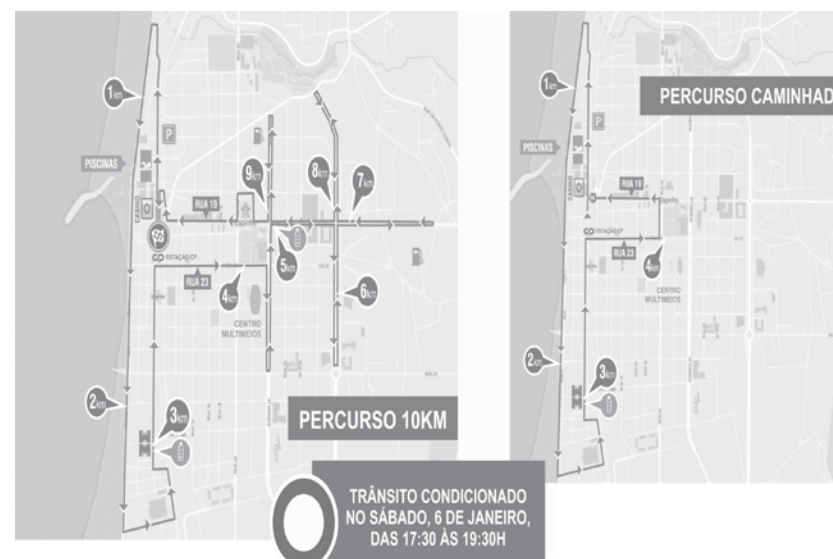 1km
P
PISCINAS
CASINO
RUA 19
9km
8km
7km
ESTAÇÃO CP
RUA 23
5km
4km
6km
CENTRO
MULTIMEIOS
2km
3km
PERCURSO 10KM
TRÂNSITO CONDICIONADO
NO SÁBADO, 6 DE JANEIRO,
DAS 17:30 ÀS 19:30H
PERCURSO CAMINHAD
1km
P
PISCINAS
CASINO
RUA 19
ESTAÇÃO CP
RUA 23
4km
CENTRO
MULTIMEIOS
2km
3km